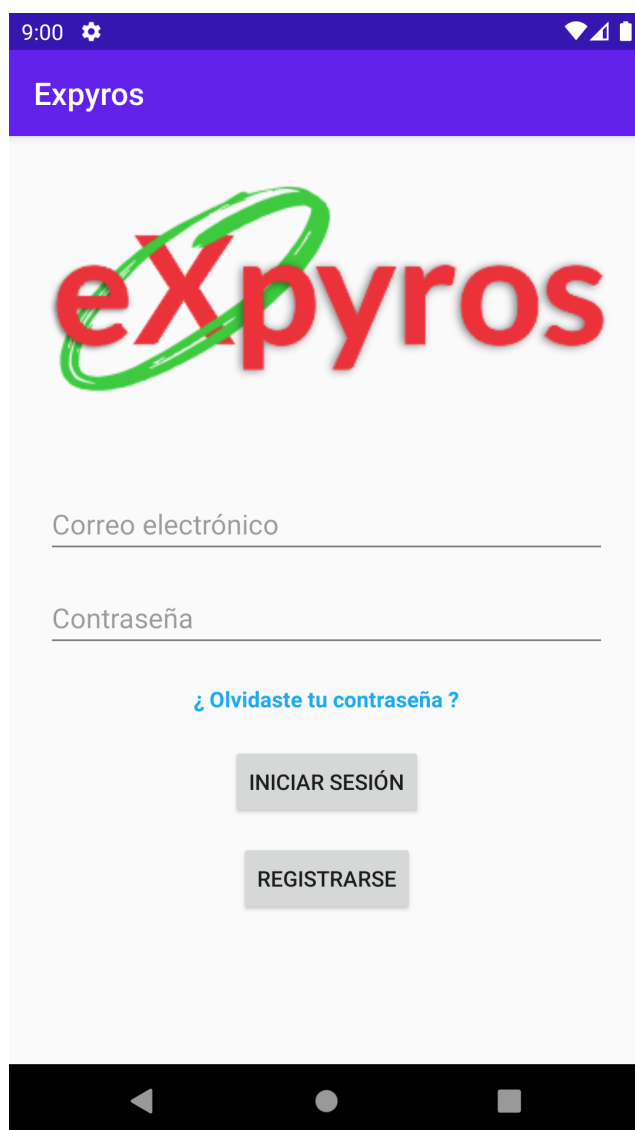 9:00
Expyros
eXpyros
Correo electrónico
Contraseña
¿ Olvidaste tu contraseña ?
INICIAR SESIÓN
REGISTRARSE